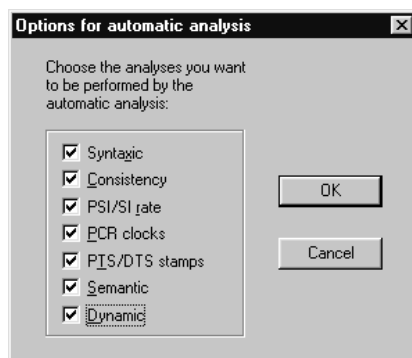 Options for automatic analysis
Choose the analyses you want
to be performed by the
automatic analysis:
Syntaxic
Consistency
PSI/SI rate
PCR clocks
PTS/DTS stamps
Semantic
Dynamic
OK
Cancel